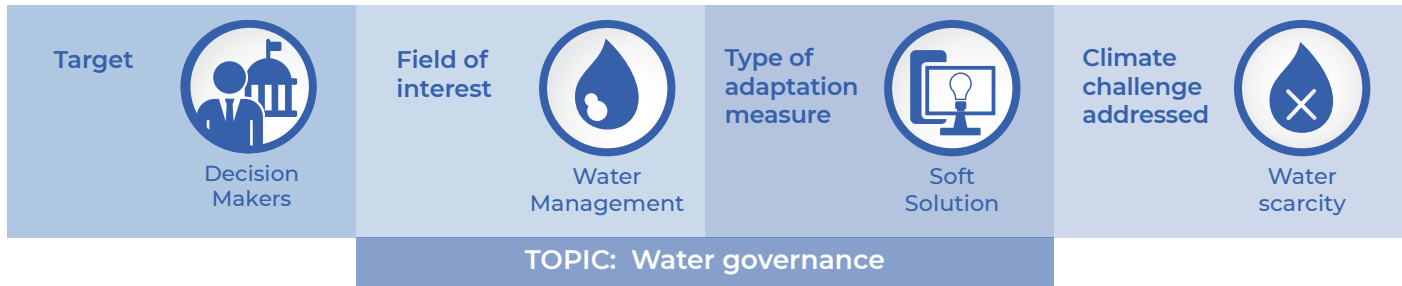 Target
Decision
Makers
Field of
interest
Water
Management
Type of
adaptation
measure
Soft
Solution
Climate
challenge
addressed
Water
scarcity
TOPIC: Water governance